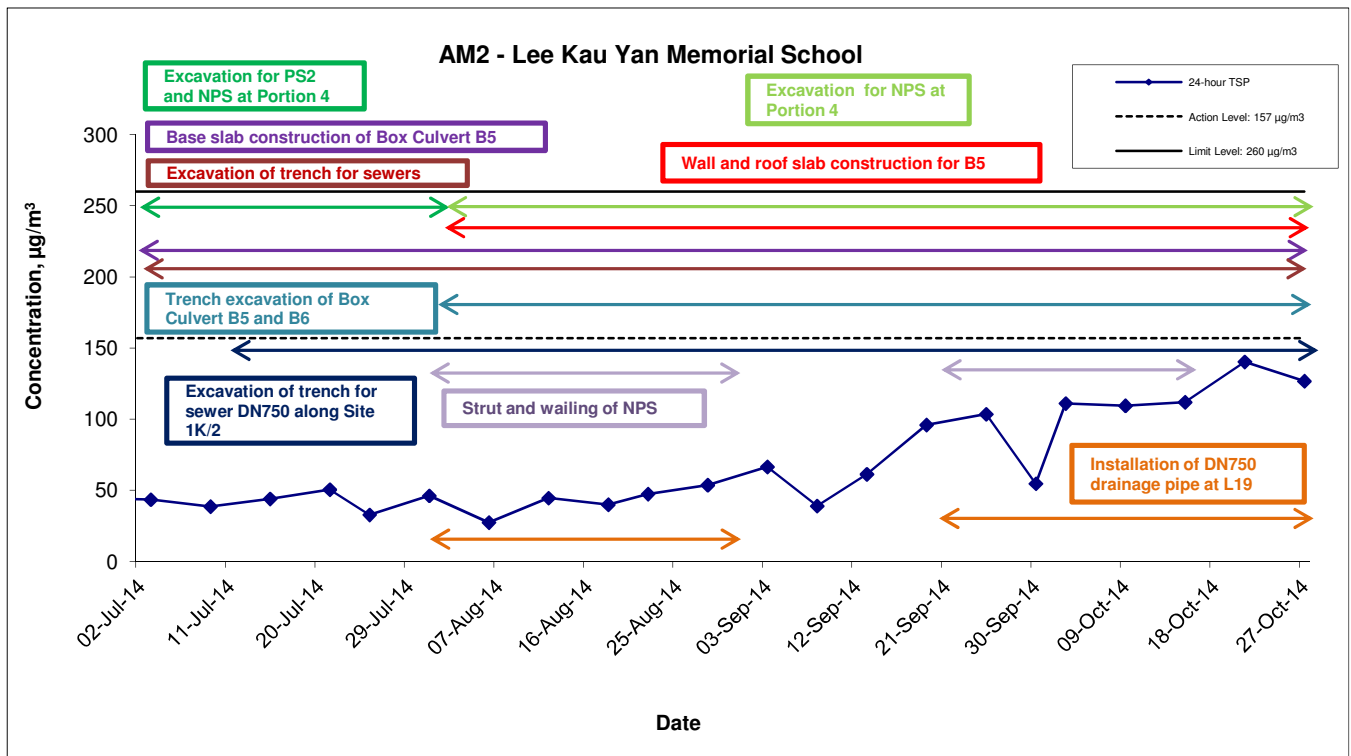 AM2 - Lee Kau Yan Memorial School
Excavation for PS2
and NPS at Portion 4
Excavation for NPS at
Portion 4
24-hour TSP
Action Level: 157 µg/m3
Limit Level: 260 µg/m3
Base slab construction of Box Culvert B5
Wall and roof slab construction for B5
Excavation of trench for sewers
Trench excavation of Box
Culvert B5 and B6
Excavation of trench for
sewer DN750 along Site
1K/2
Strut and wailing of NPS
Installation of DN750
drainage pipe at L19
Concentration, µg/m³
300
250
200
150
100
50
0
02-Jul-14
11-Jul-14
20-Jul-14
29-Jul-14
07-Aug-14
16-Aug-14
25-Aug-14
03-Sep-14
12-Sep-14
21-Sep-14
30-Sep-14
09-Oct-14
18-Oct-14
27-Oct-14
Date